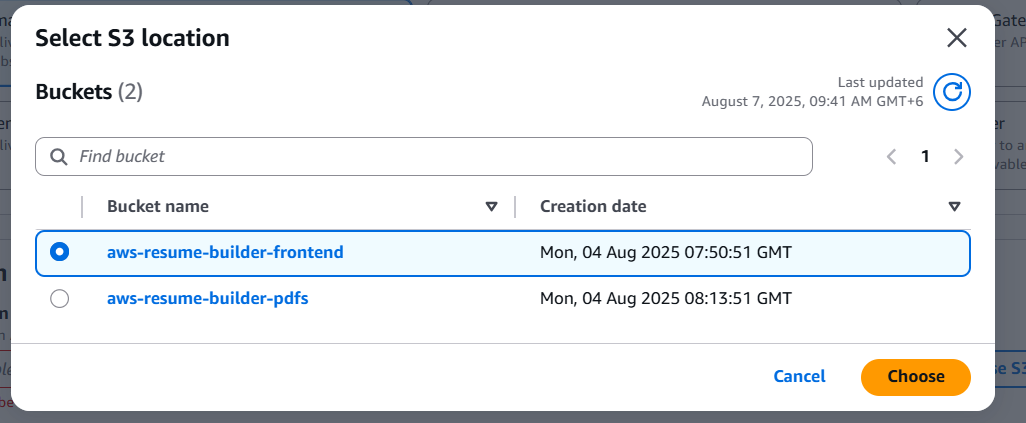 Select S3 location
Buckets (2)
Last updated
August 7, 2025, 09:41 AM GMT+6
Find bucket
1
Bucket name
Creation date
aws-resume-builder-frontend
Mon, 04 Aug 2025 07:50:51 GMT
aws-resume-builder-pdfs
Mon, 04 Aug 2025 08:13:51 GMT
Cancel
Choose